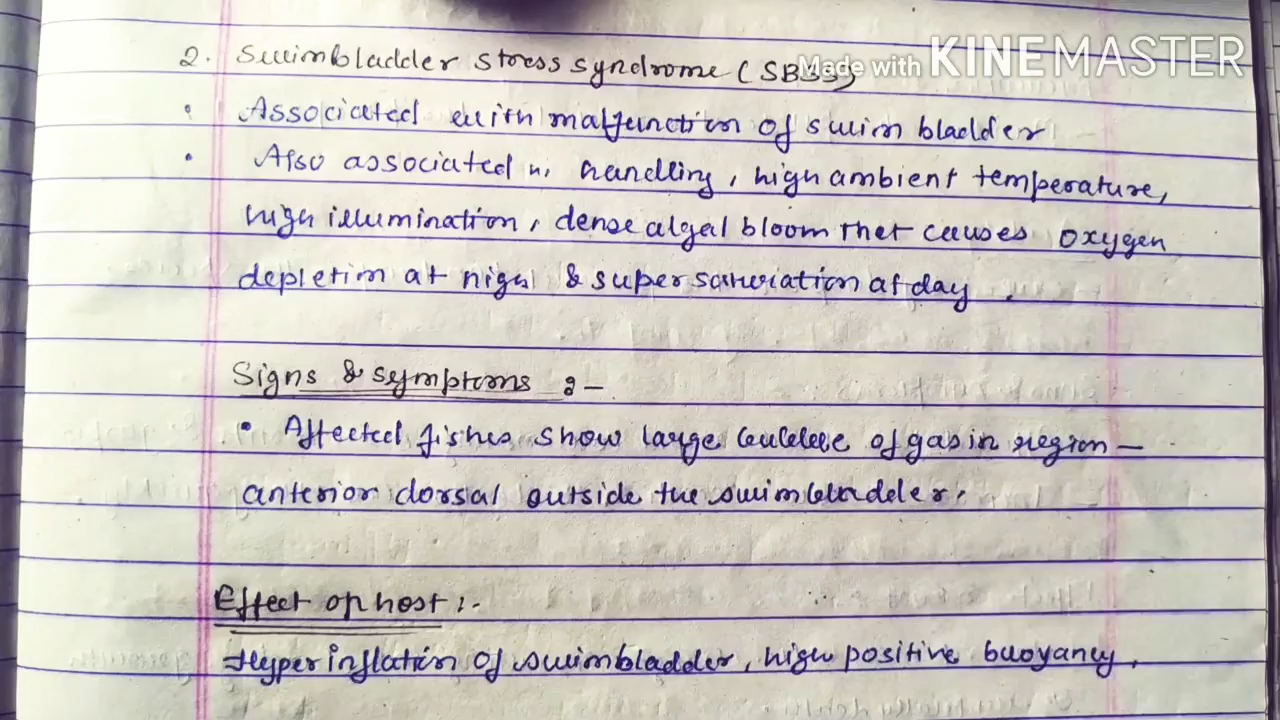 2. Swimbladder stress syndrome (SBSS)
Made with KINEMASTER
• Associated with malfunction of swim bladder
• Also associated w. handling, high ambient temperature,
high illumination, dense algal bloom that causes oxygen
depletion at night & supersaturation at day.
Signs & symptoms :-
• Affected fishes show large bubble of gas in region -
anterior dorsal outside the swimbladder.
Effect on host :-
Hyperinflation of swimbladder, high positive buoyancy.